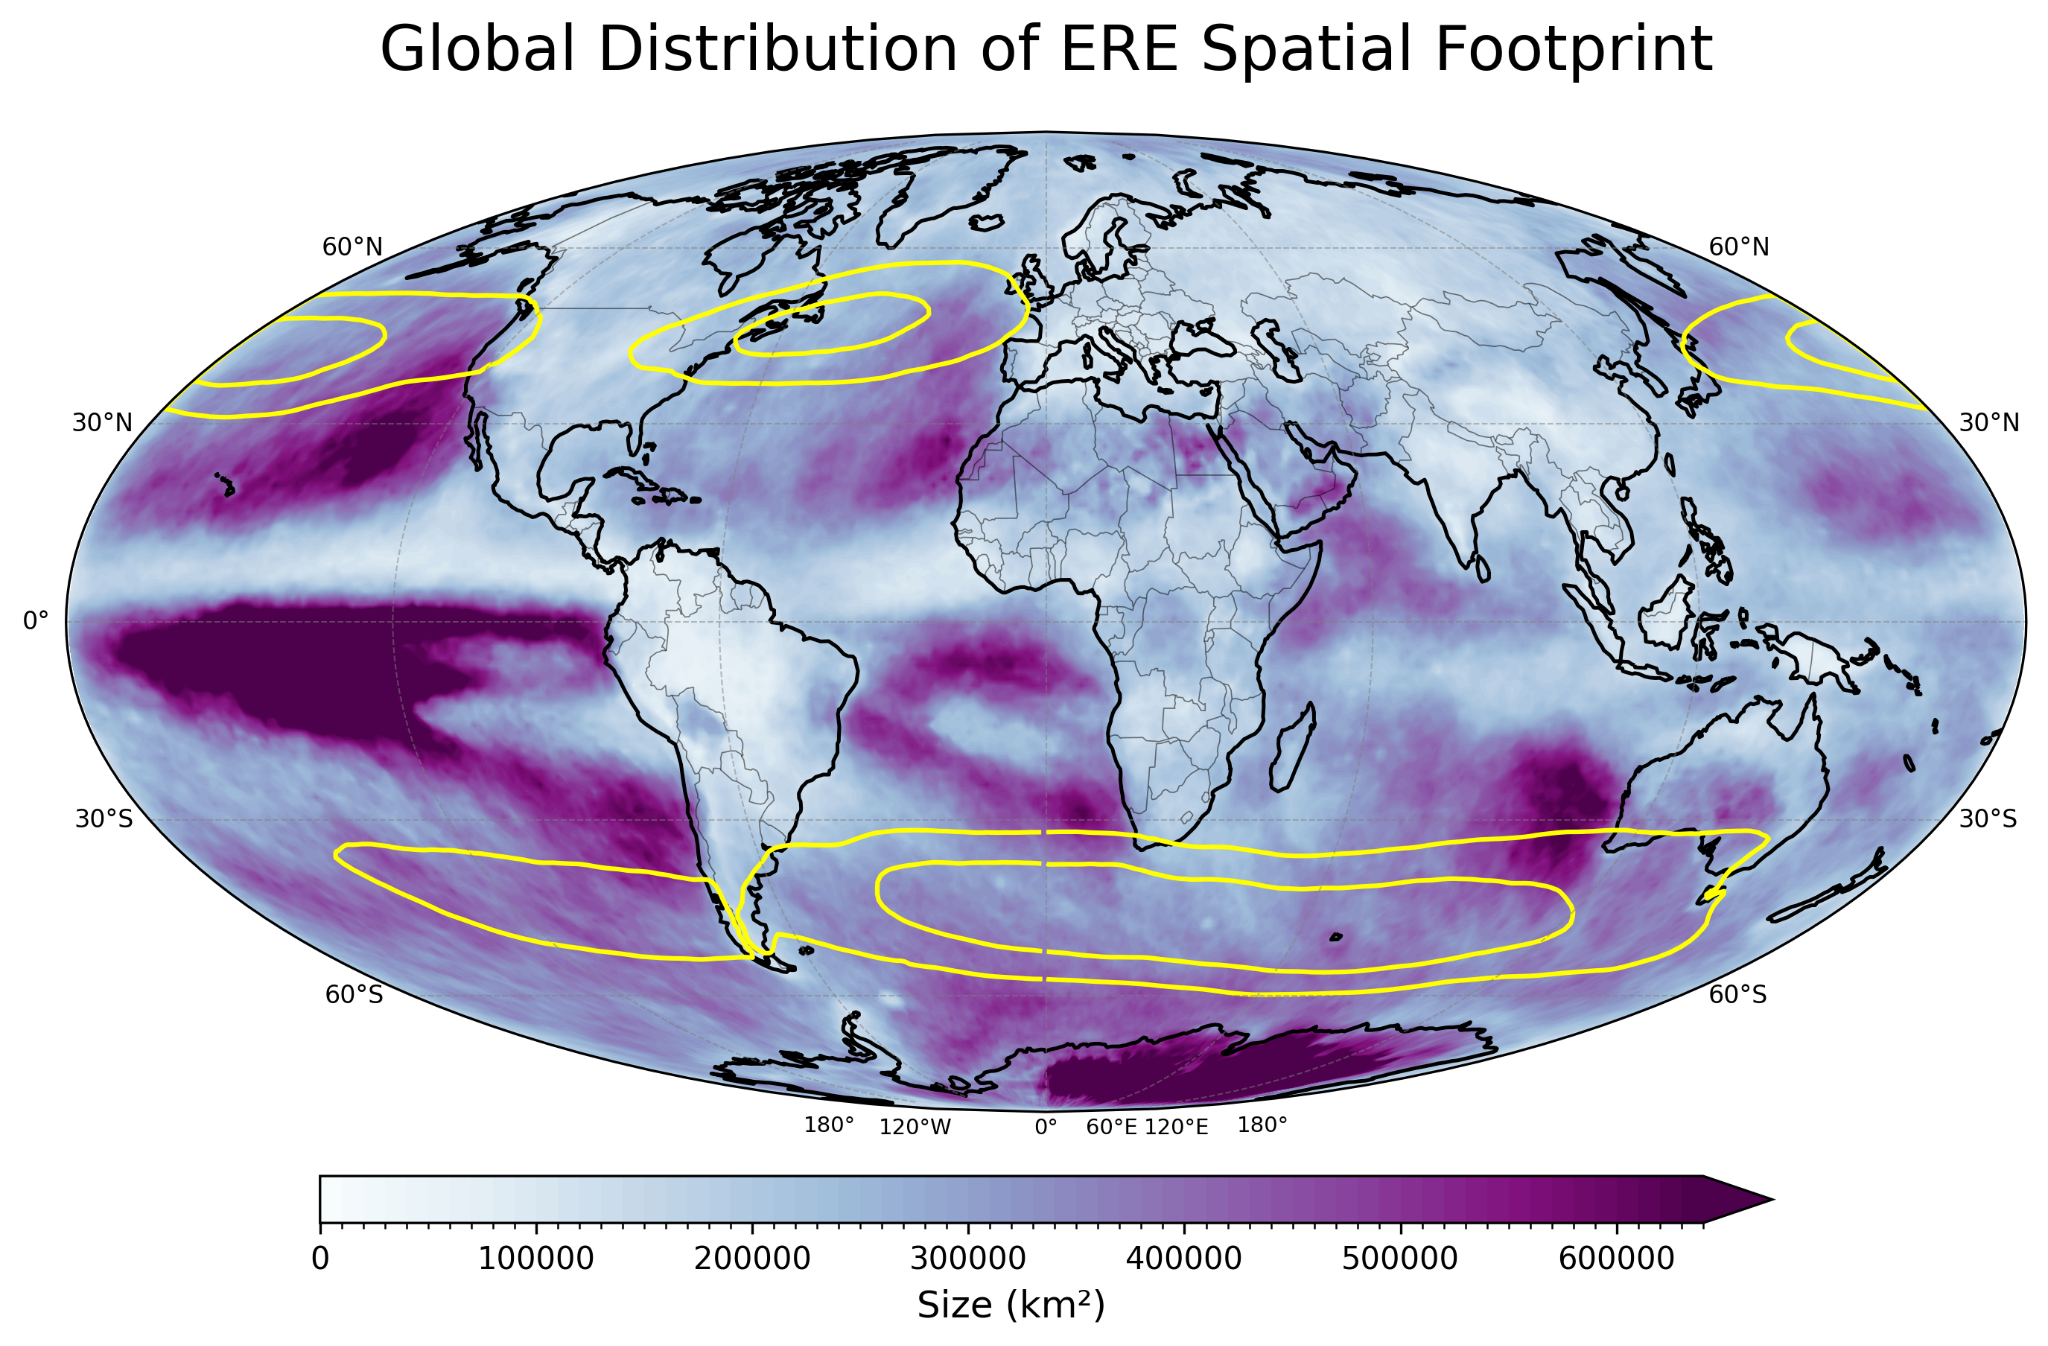 Global Distribution of ERE Spatial Footprint
60°N 60°N
30°N 30°N
0°
30°S 30°S
60°S 60°S
180° 120°W 0° 60°E 120°E 180°
0 100000 200000 300000 400000 500000 600000
Size (km²)